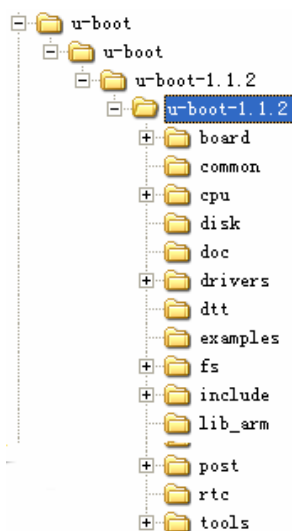 u-boot
u-boot
u-boot-1.1.2
u-boot-1.1.2
board
common
cpu
disk
doc
drivers
dtt
examples
fs
include
lib_arm
post
rtc
tools